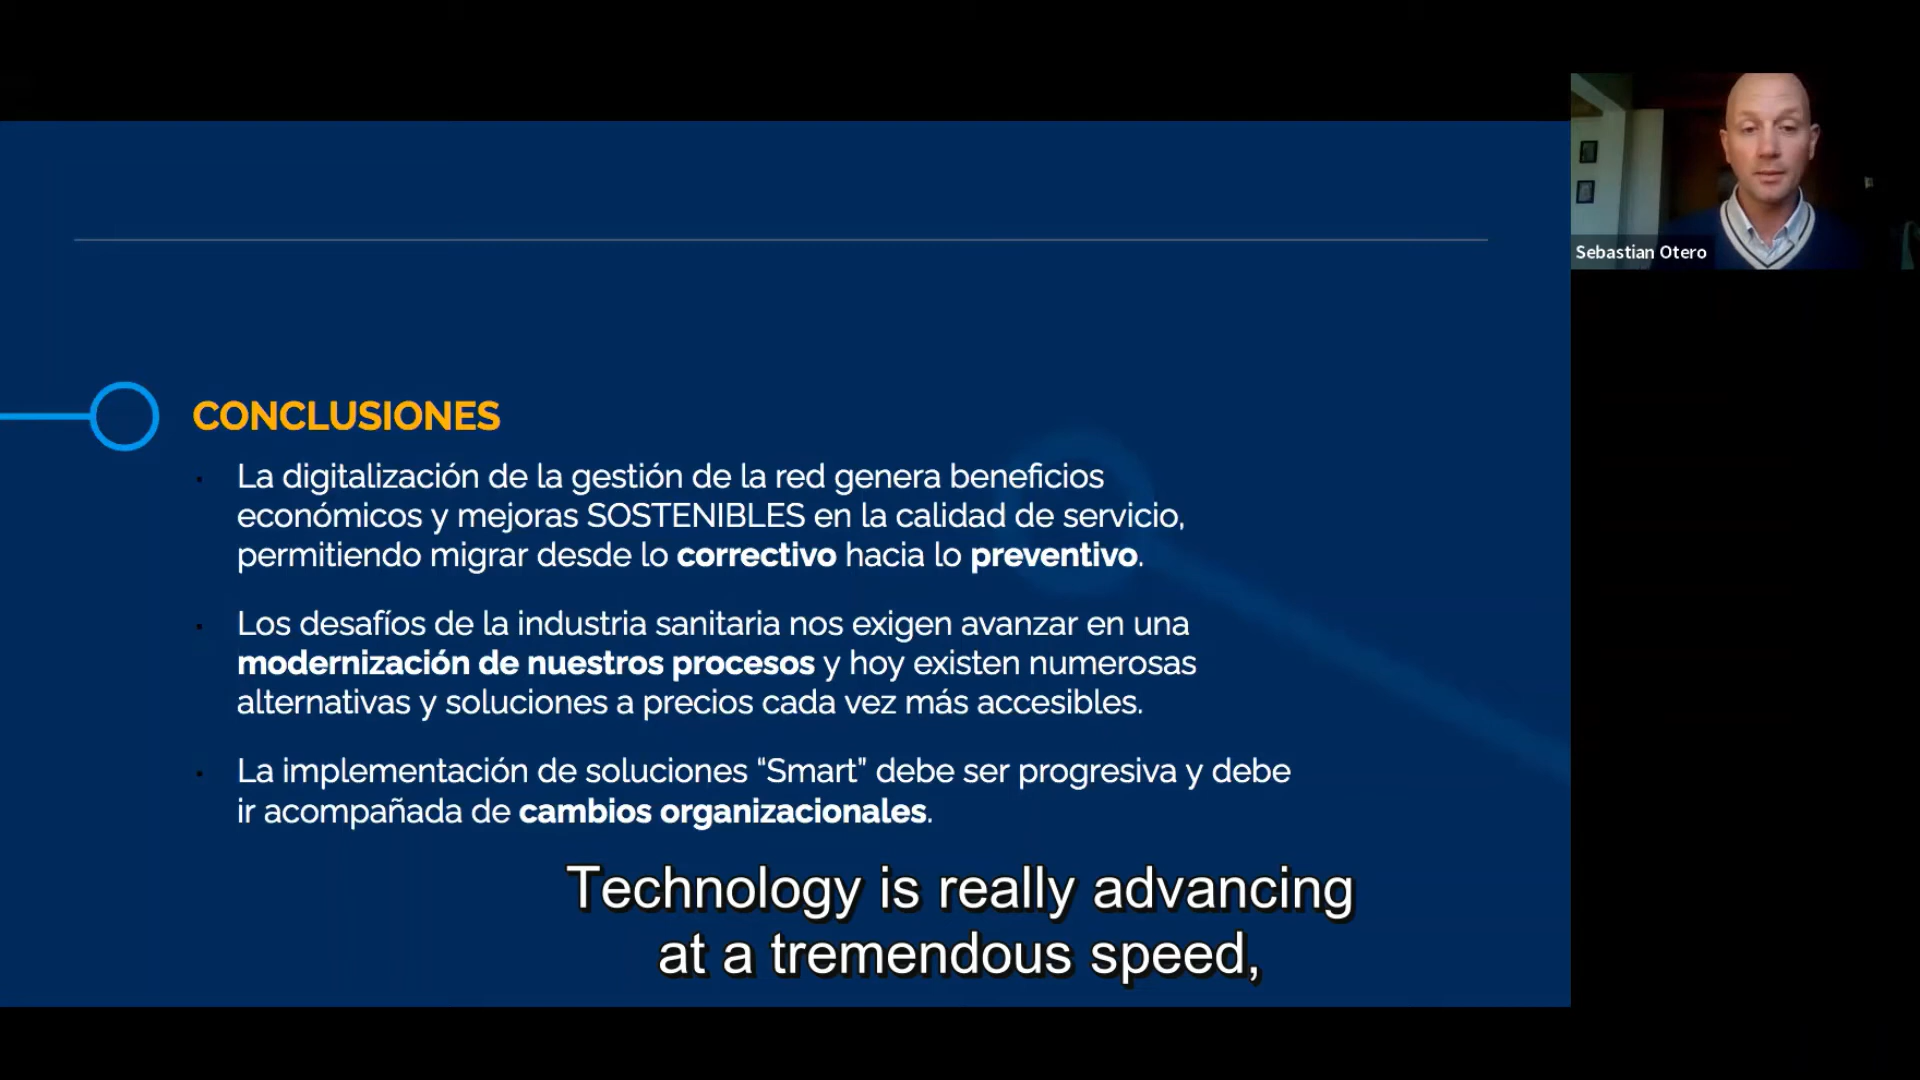 Sebastian Otero
CONCLUSIONES
La digitalización de la gestión de la red genera beneficios
económicos y mejoras SOSTENIBLES en la calidad de servicio,
permitiendo migrar desde lo correctivo hacia lo preventivo.
Los desafíos de la industria sanitaria nos exigen avanzar en una
modernización de nuestros procesos y hoy existen numerosas
alternativas y soluciones a precios cada vez más accesibles.
La implementación de soluciones “Smart” debe ser progresiva y debe
ir acompañada de cambios organizacionales.
Technology is really advancing
at a tremendous speed,